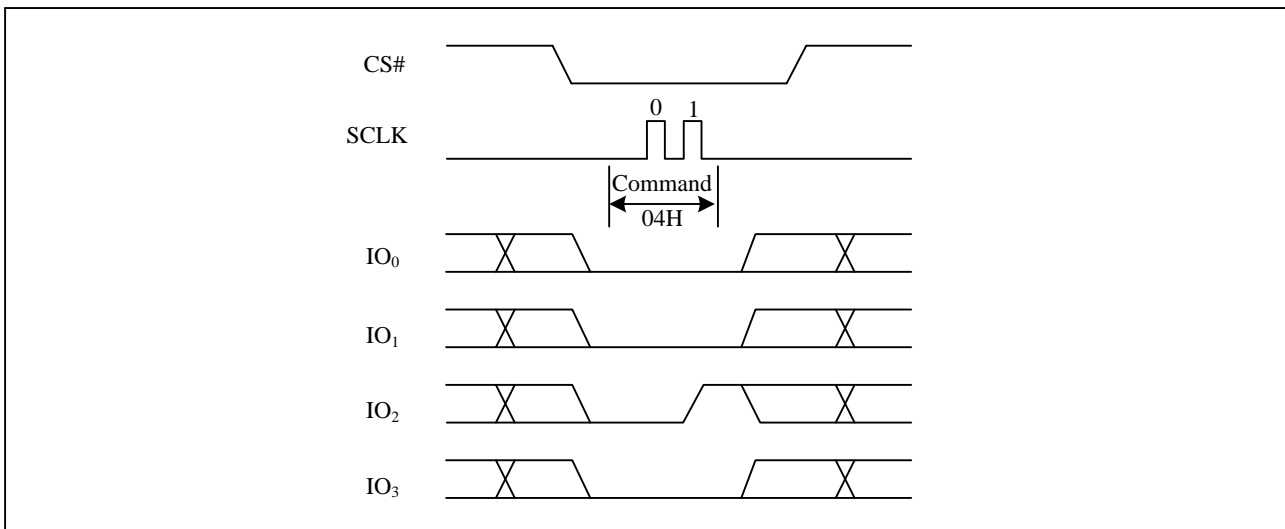 CS#
0 1
SCLK
Command
04H
IO₀
IO₁
IO₂
IO₃